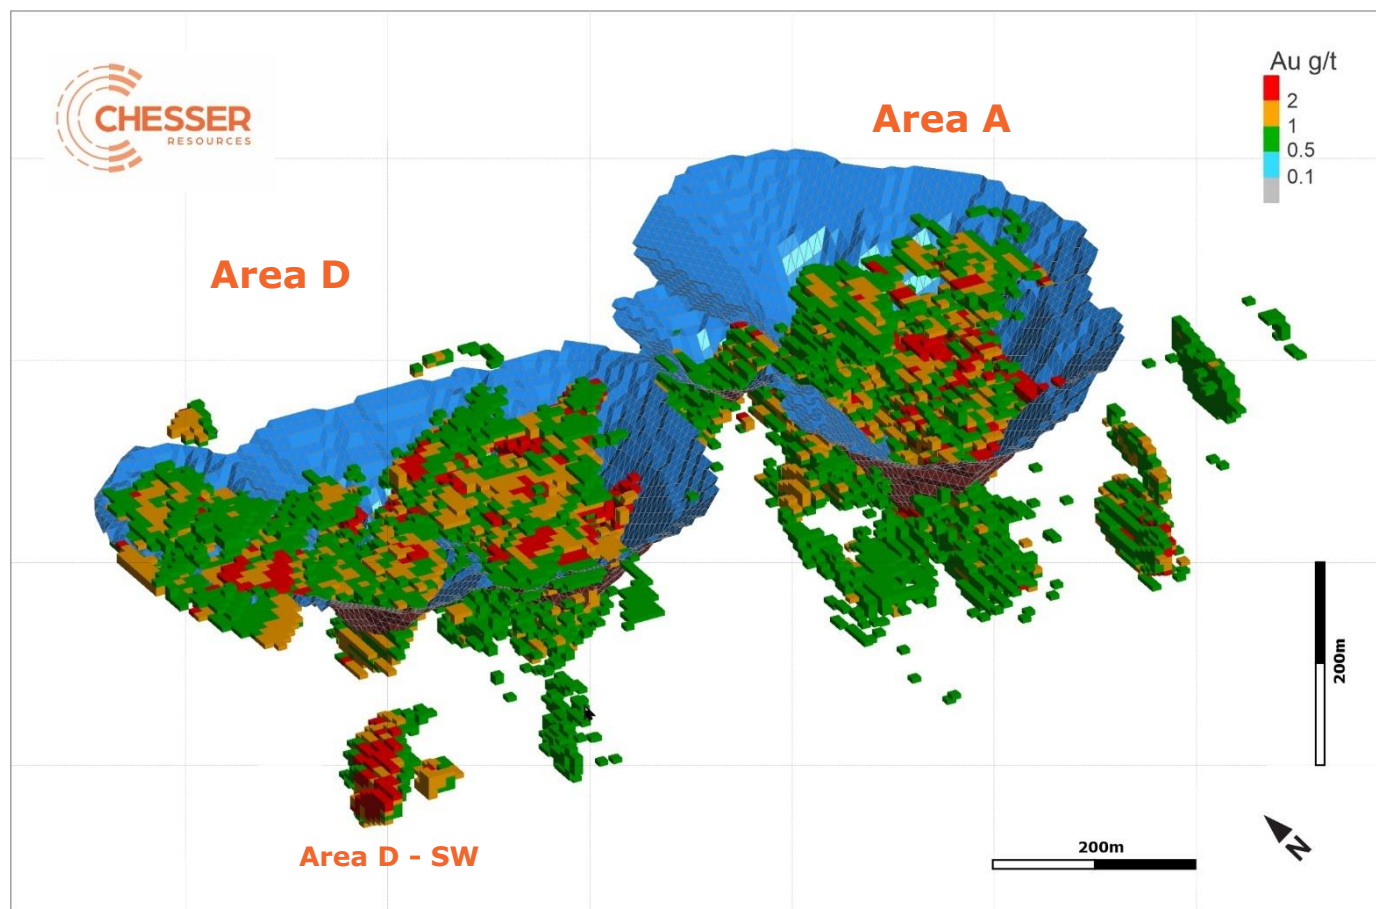 CHESSER
RESOURCES
Area A
Au g/t
2
1
0.5
0.1
Area D
200m
Area D - SW
200m
N